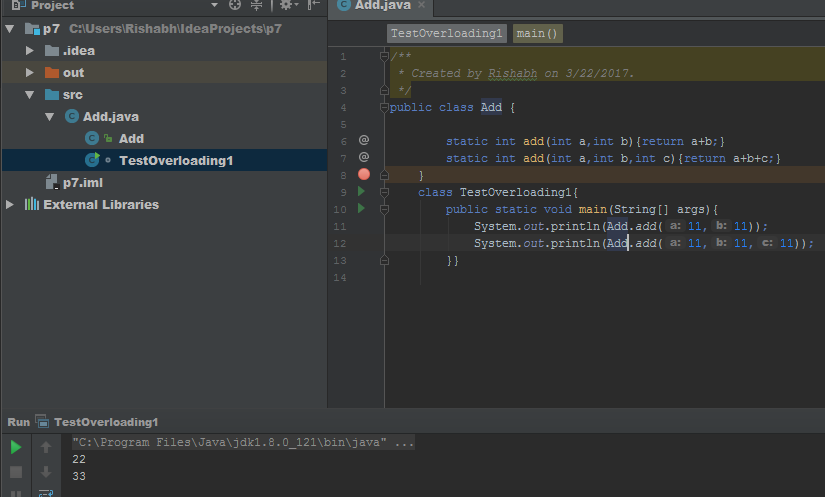 Project
Add.java
p7 C:\Users\Rishabh\IdeaProjects\p7
.idea
out
src
Add.java
Add
TestOverloading1
p7.iml
External Libraries
TestOverloading1 main()
1 /**
2 * Created by Rishabh on 3/22/2017.
3 */
4 public class Add {
5
6 @ static int add(int a,int b){return a+b;}
7 @ static int add(int a,int b,int c){return a+b+c;}
8 }
9 class TestOverloading1{
10 public static void main(String[] args){
11 System.out.println(Add.add( a: 11, b: 11));
12 System.out.println(Add.add( a: 11, b: 11, c: 11));
13 }}
14
Run TestOverloading1
"C:\Program Files\Java\jdk1.8.0_121\bin\java" ...
22
33